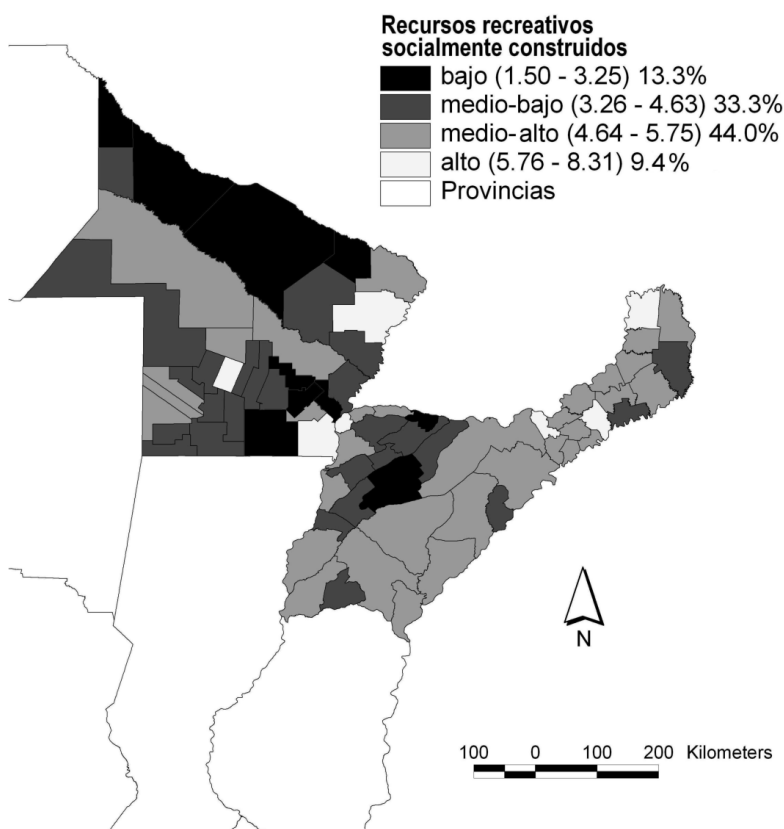 Recursos recreativos
socialmente construidos
bajo (1.50 - 3.25) 13.3%
medio-bajo (3.26 - 4.63) 33.3%
medio-alto (4.64 - 5.75) 44.0%
alto (5.76 - 8.31) 9.4%
Provincias
N
100 0 100 200 Kilometers